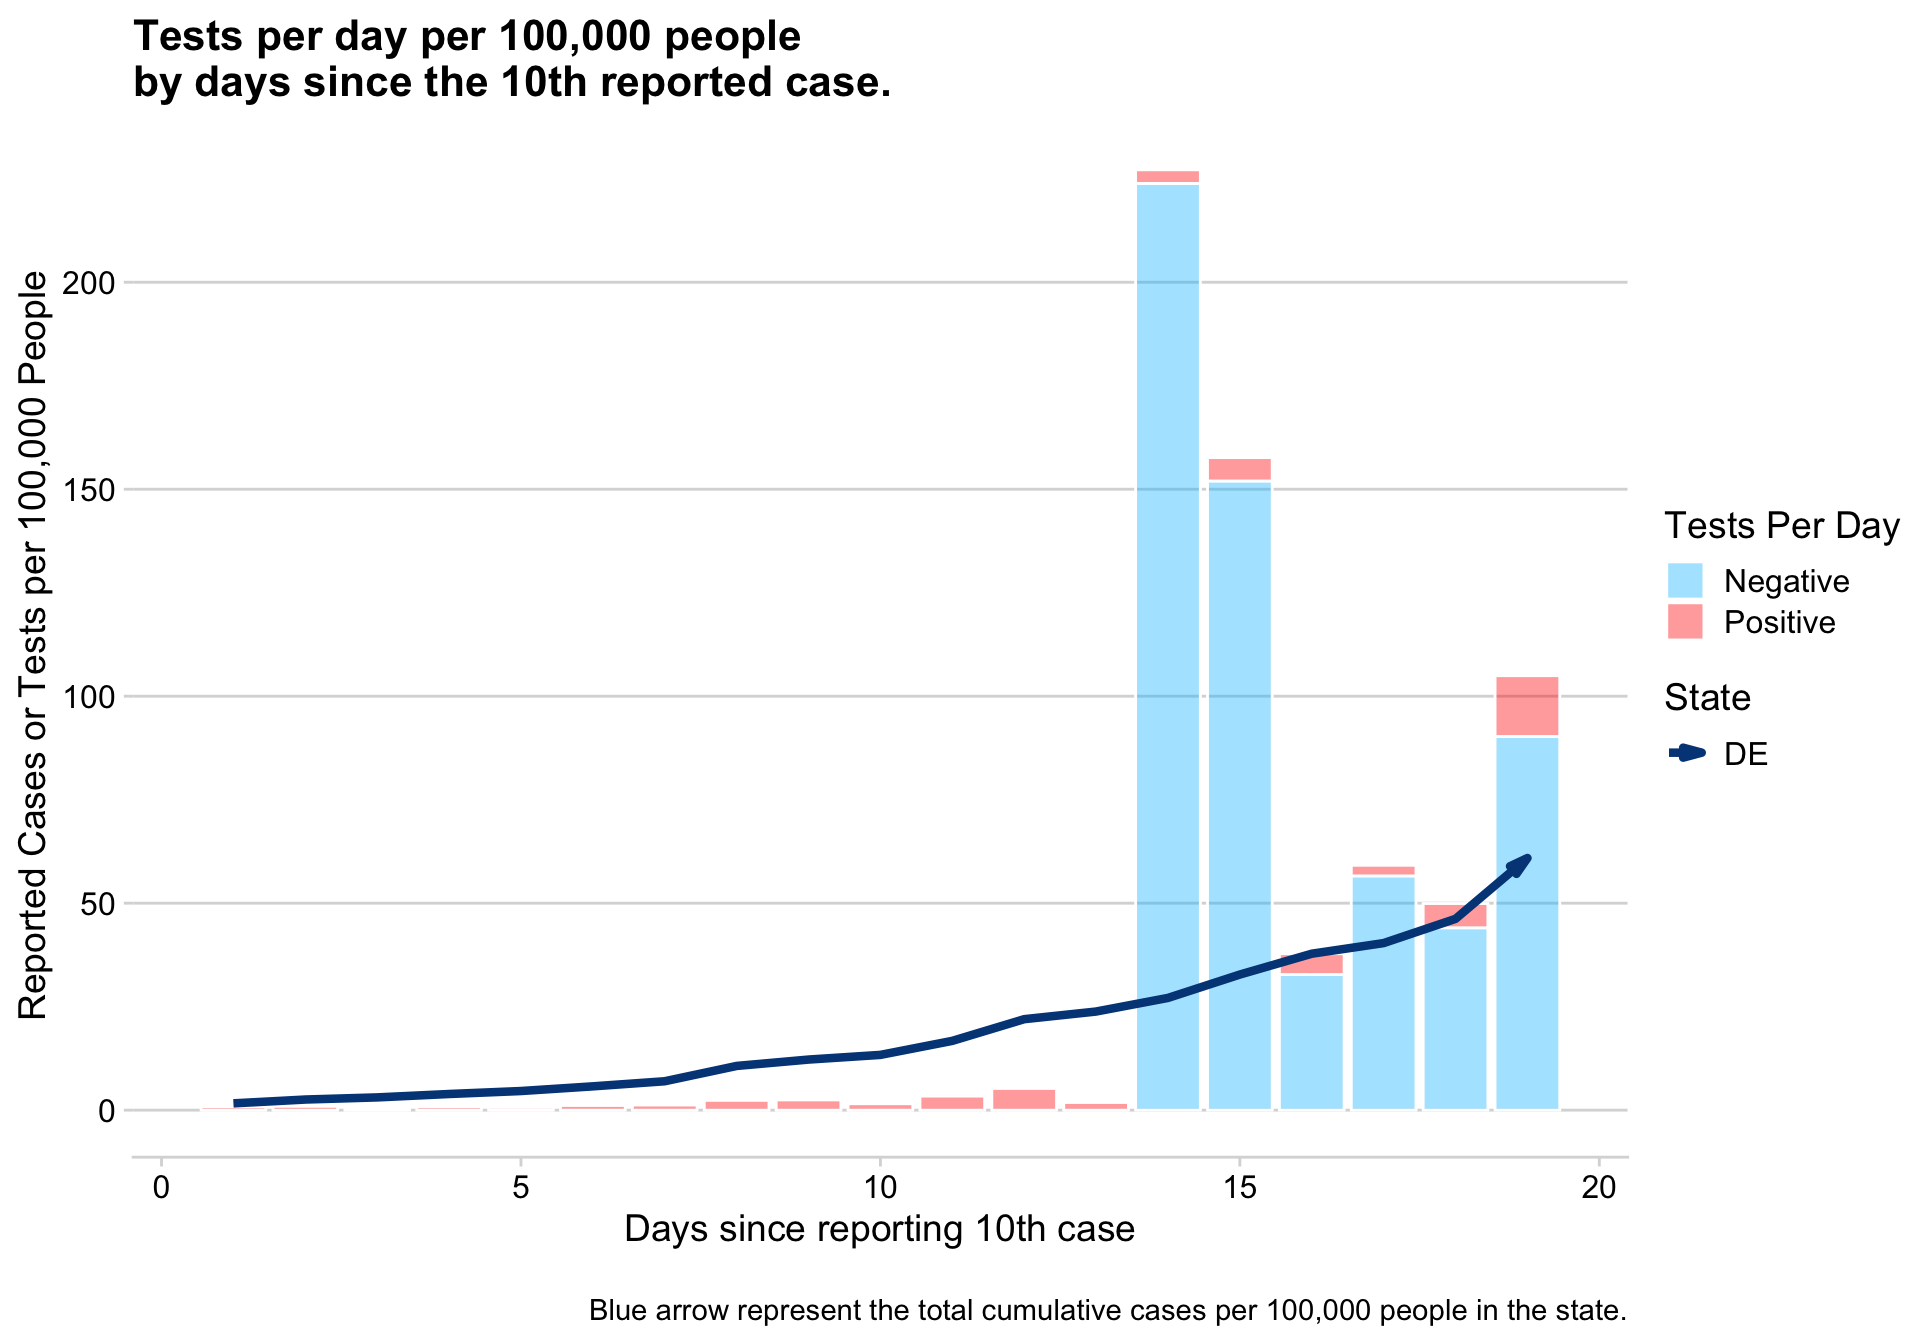 Tests per day per 100,000 people
by days since the 10th reported case.
Reported Cases or Tests per 100,000 People
200
150
100
50
0
0
5
10
15
20
Days since reporting 10th case
Tests Per Day
Negative
Positive
State
DE
Blue arrow represent the total cumulative cases per 100,000 people in the state.